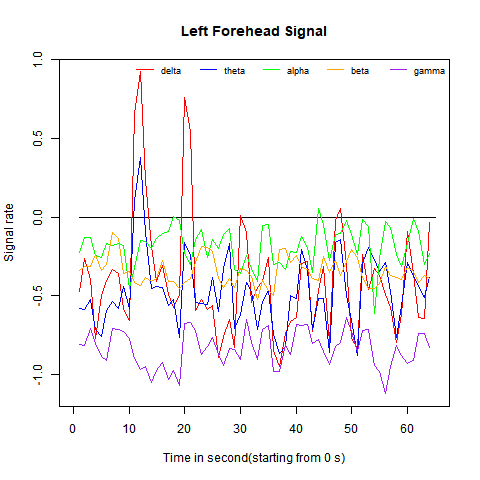 Left Forehead Signal
delta theta alpha beta gamma
1.0
0.5
0.0
-0.5
-1.0
Signal rate
0 10 20 30 40 50 60
Time in second(starting from 0 s)